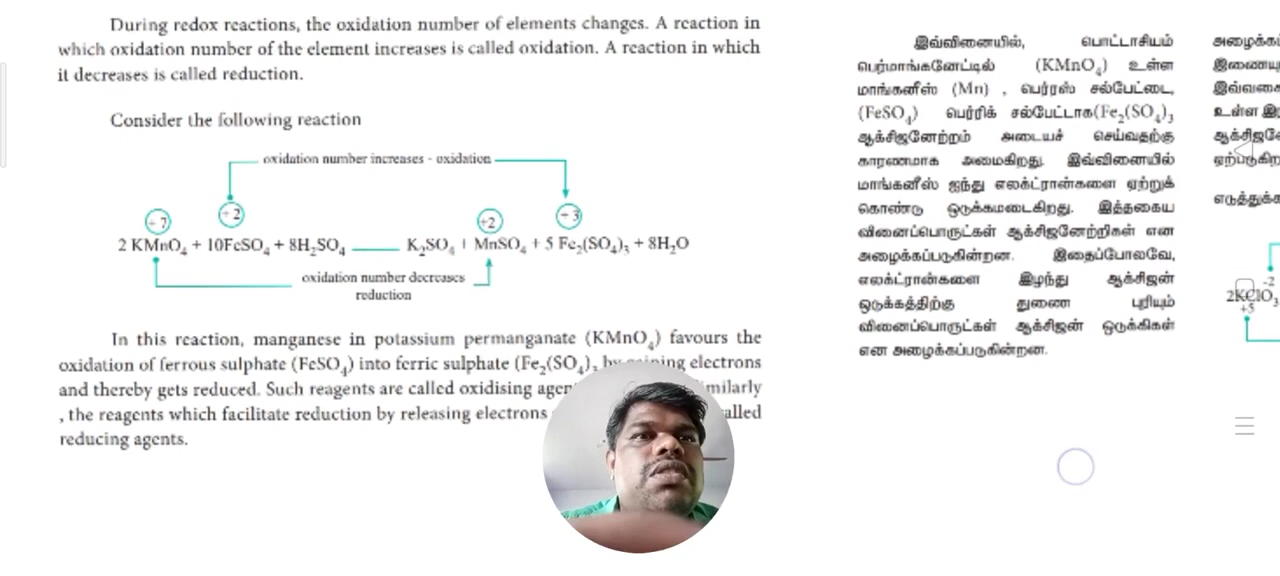 During redox reactions, the oxidation number of elements changes. A reaction in
which oxidation number of the element increases is called oxidation. A reaction in which
it decreases is called reduction.
Consider the following reaction
oxidation number increases - oxidation
+7 +2 +2 +3
2 KMnO₄ + 10FeSO₄ + 8H₂SO₄ —— K₂SO₄ + MnSO₄ + 5 Fe₂(SO₄)₃ + 8H₂O
oxidation number decreases
reduction
In this reaction, manganese in potassium permanganate (KMnO₄) favours the
oxidation of ferrous sulphate (FeSO₄) into ferric sulphate (Fe₂(SO₄)₃ by gaining electrons
and thereby gets reduced. Such reagents are called oxidising
, the reagents which facilitate reduction by releasing electrons
reducing agents.
இவ்வினையில், பொட்டாசியம்
பெர்மாங்கனேட்டில் (KMnO₄) உள்ள
மாங்கனீஸ் (Mn) , பெர்ரஸ் சல்பேட்டை,
(FeSO₄) பெர்ரிக் சல்பேட்டாக(Fe₂(SO₄)₃
ஆக்சிஜனேற்றம் அடையச் செய்வதற்கு
காரணமாக அமைகிறது. இவ்வினையில்
மாங்கனீஸ் ஐந்து எலக்ட்ரான்களை ஏற்றுக்
கொண்டு ஒடுக்கமடைகிறது. இத்தகைய
வினைப்பொருட்கள் ஆக்சிஜனேற்றிகள் என
அழைக்கப்படுகின்றன. இதைப்போலவே,
எலக்ட்ரான்களை இழந்து ஆக்சிஜன்
ஒடுக்கத்திற்கு துணை புரியும்
வினைப்பொருட்கள் ஆக்சிஜன் ஒடுக்கிகள்
என அழைக்கப்படுகின்றன.
உள்ள
-2
2KClO₃
+5